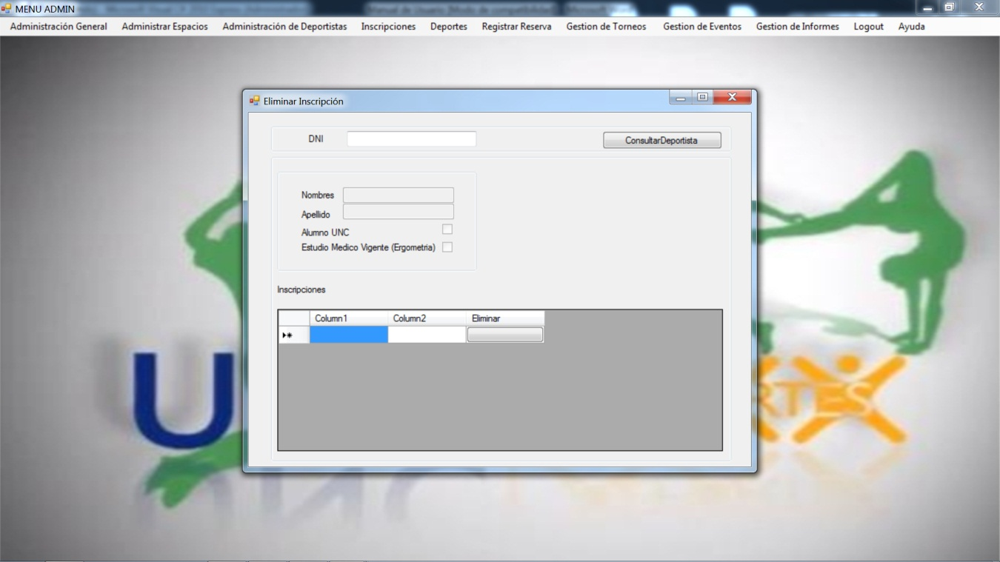 MENU ADMIN
Administración General Administrar Espacios Administración de Deportistas Inscripciones Deportes Registrar Reserva Gestion de Torneos Gestion de Eventos Gestion de Informes Logout Ayuda
Eliminar Inscripción
DNI ConsultarDeportista
Nombres
Apellido
Alumno UNC
Estudio Medico Vigente (Ergometria)
Inscripciones
Column1 Column2 Eliminar
U RTES